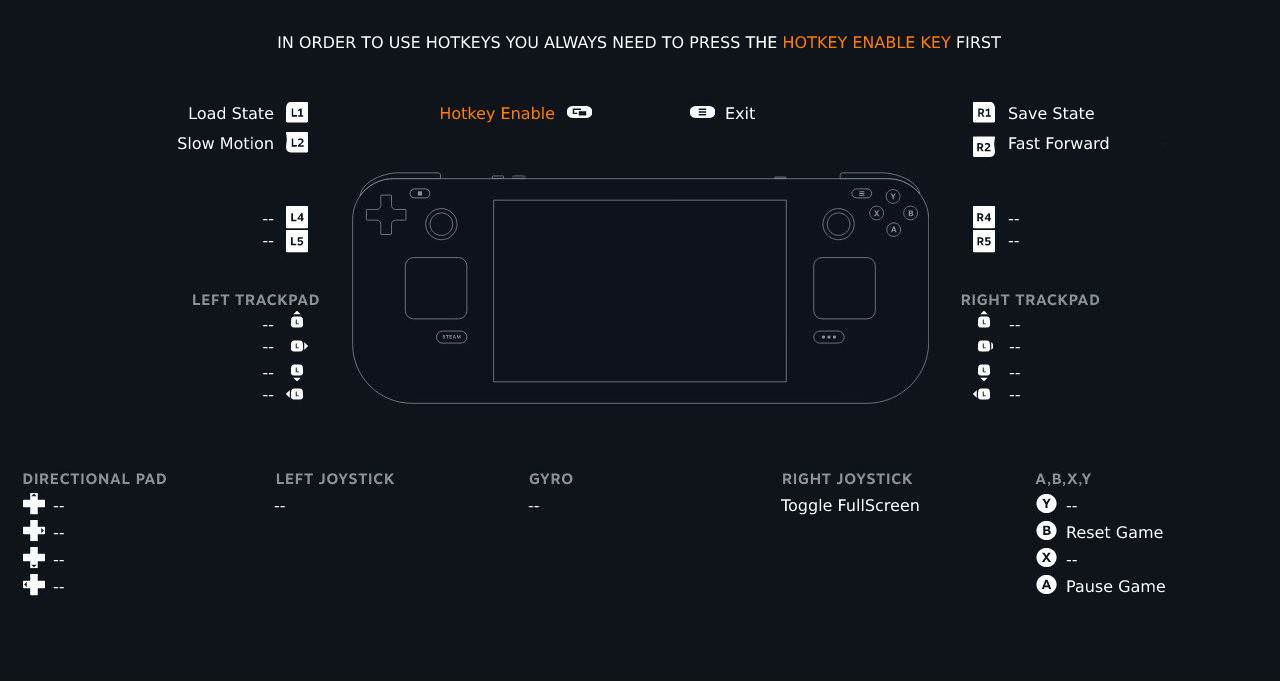 IN ORDER TO USE HOTKEYS YOU ALWAYS NEED TO PRESS THE HOTKEY ENABLE KEY FIRST
Load State L1
Hotkey Enable
Exit
R1 Save State
Slow Motion L2
R2 Fast Forward
-- L4
-- L5
R4 --
R5 --
Y
X B
A
STEAM
LEFT TRACKPAD
-- L
-- L
-- L
-- L
RIGHT TRACKPAD
L --
L --
L --
L --
DIRECTIONAL PAD
--
--
--
--
LEFT JOYSTICK
--
GYRO
--
RIGHT JOYSTICK
Toggle FullScreen
A,B,X,Y
Y --
B Reset Game
X --
A Pause Game